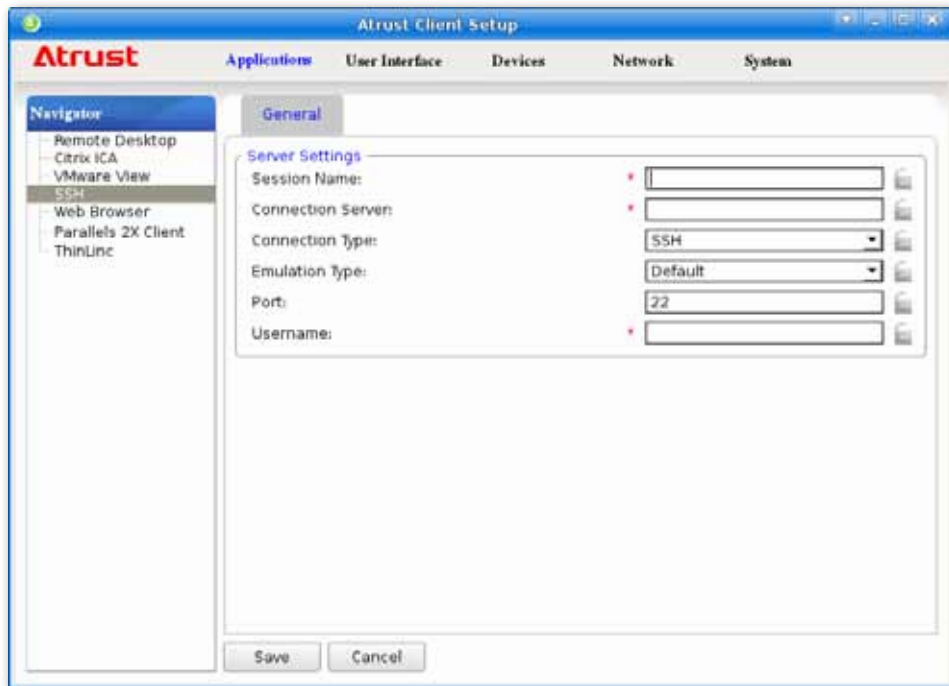 Atrust Client Setup
Atrust
Applications User Interface Devices Network System
Navigator
Remote Desktop
Citrix ICA
VMware View
SSH
Web Browser
Parallels 2X Client
ThinLinc
General
Server Settings
Session Name: *
Connection Server: *
Connection Type: SSH
Emulation Type: Default
Port: 22
Username: *
Save Cancel